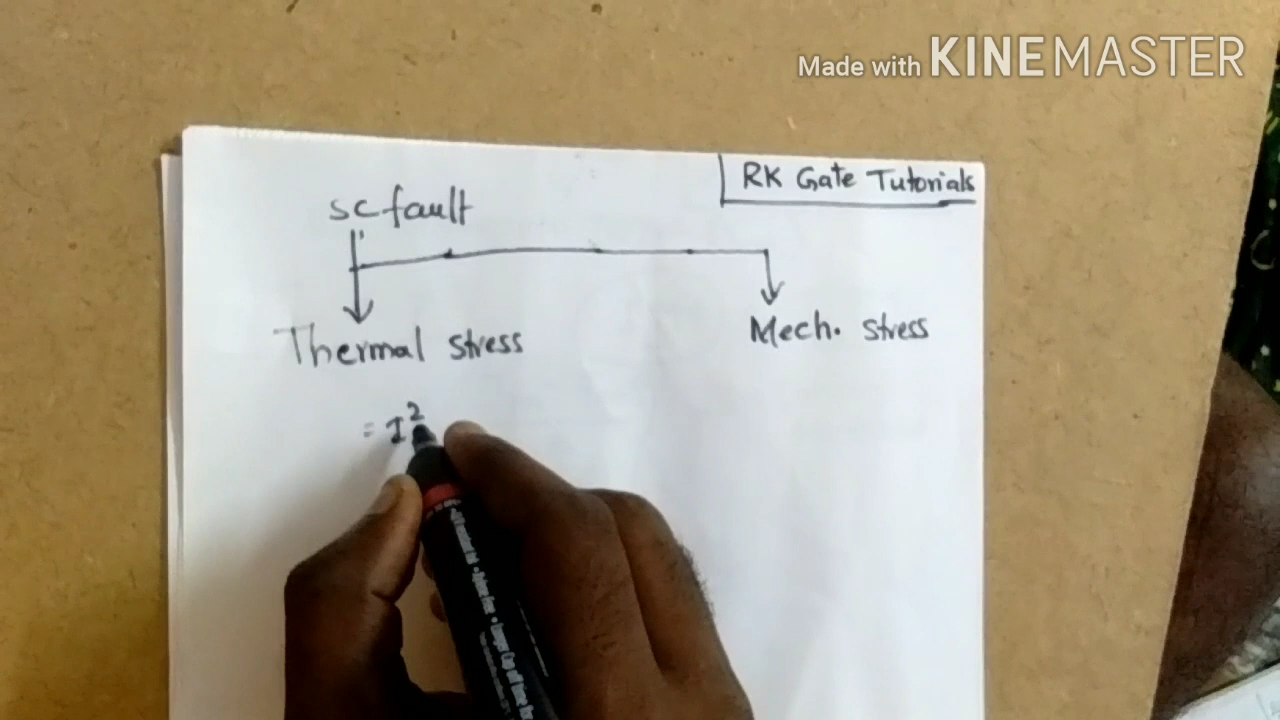 Made with KINEMASTER
RK Gate Tutorials
SC fault
Thermal stress
Mech. stress
= I²